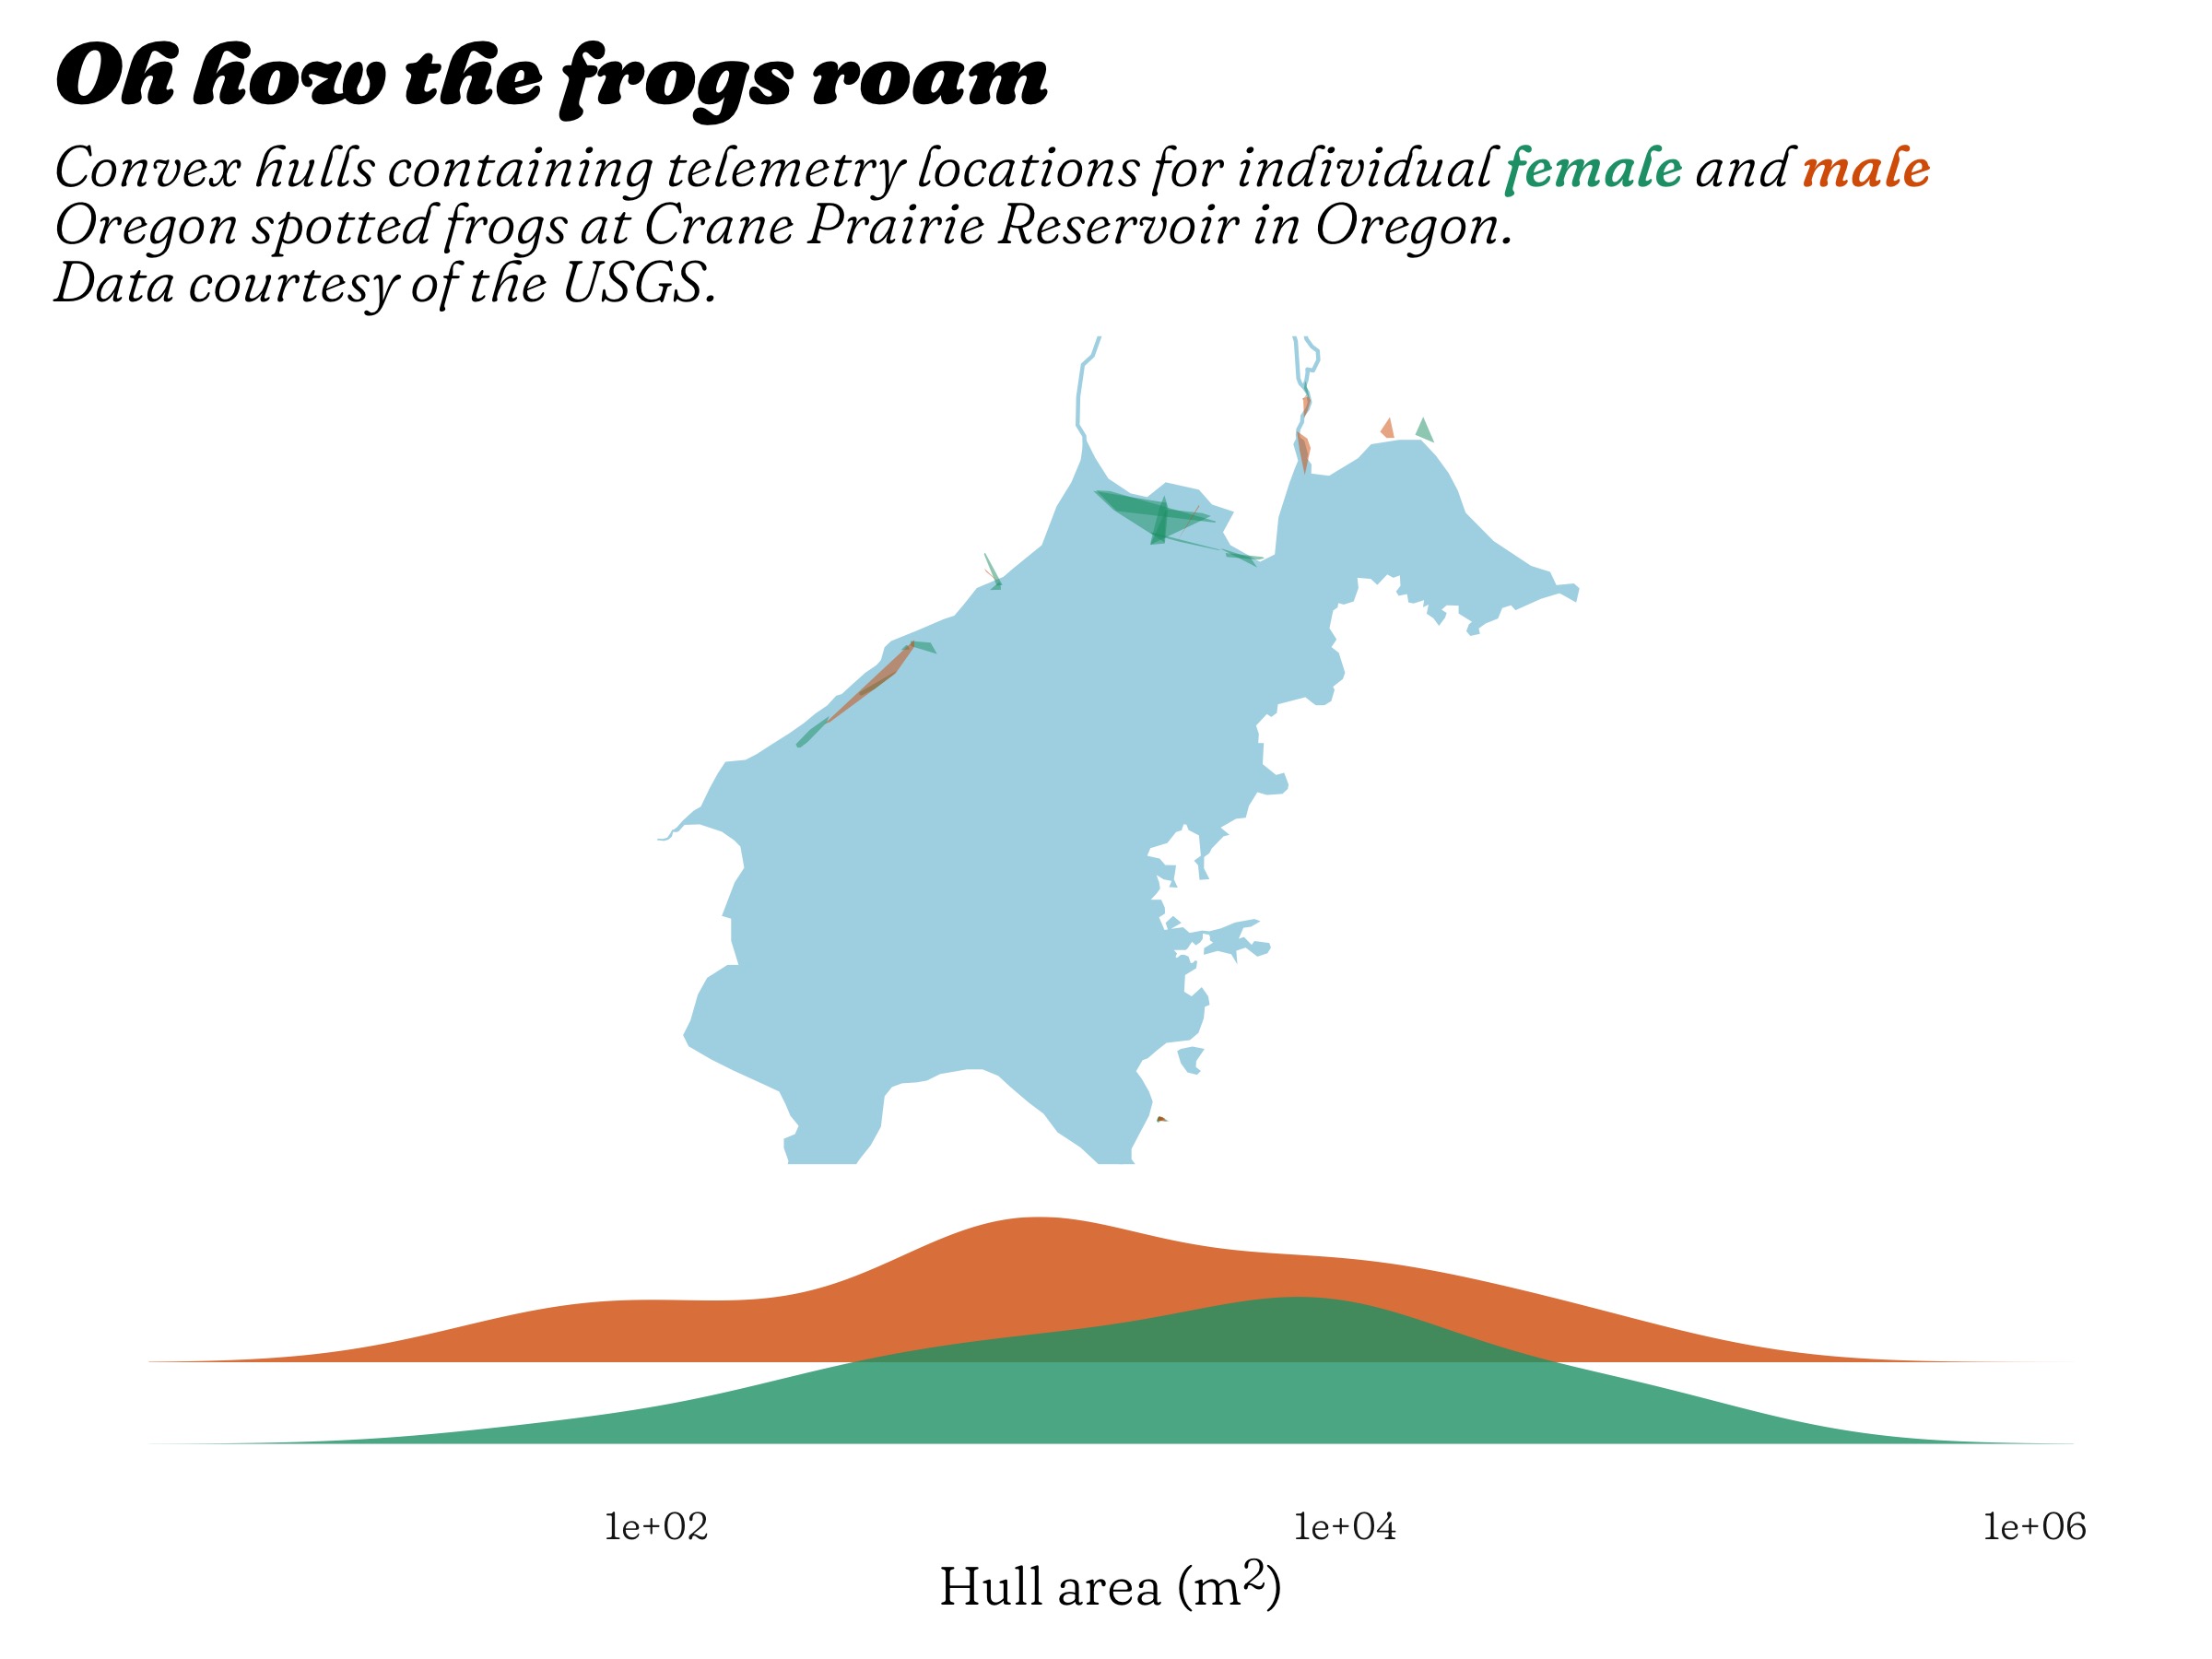 Oh how the frogs roam
Convex hulls containing telemetry locations for individual female and male
Oregon spotted frogs at Crane Prairie Reservoir in Oregon.
Data courtesy of the USGS.
1e+02 1e+04 1e+06
Hull area (m²)